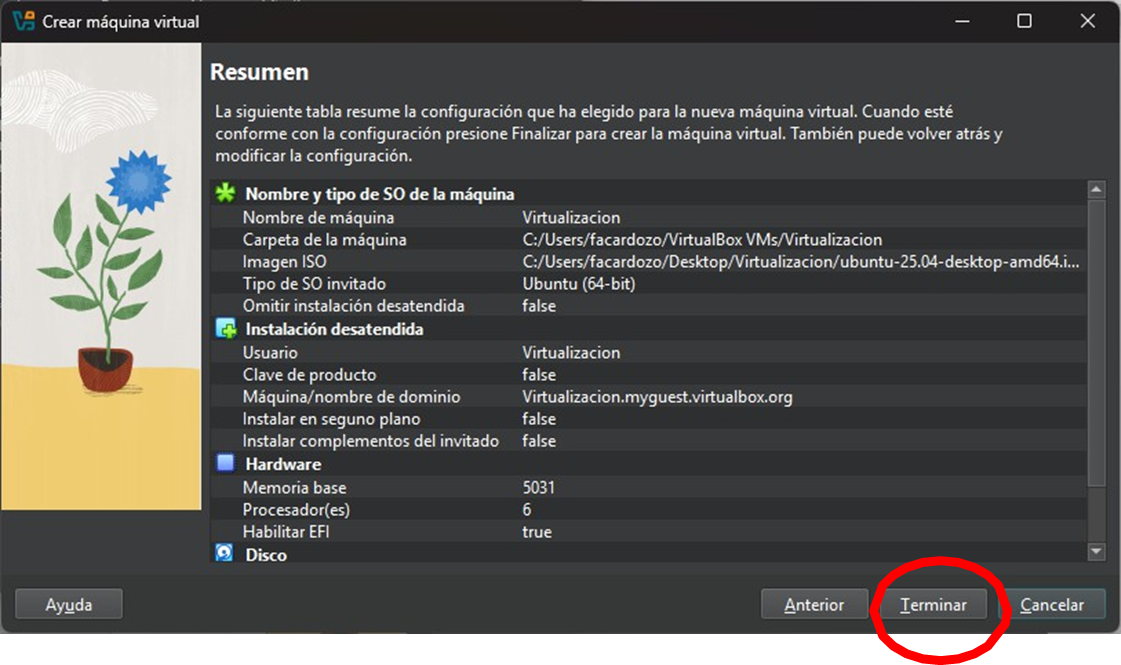 Crear máquina virtual
Resumen
La siguiente tabla resume la configuración que ha elegido para la nueva máquina virtual. Cuando esté
conforme con la configuración presione Finalizar para crear la máquina virtual. También puede volver atrás y
modificar la configuración.
Nombre y tipo de SO de la máquina
Nombre de máquina Virtualizacion
Carpeta de la máquina C:/Users/facardozo/VirtualBox VMs/Virtualizacion
Imagen ISO C:/Users/facardozo/Desktop/Virtualizacion/ubuntu-25.04-desktop-amd64.i...
Tipo de SO invitado Ubuntu (64-bit)
Omitir instalación desatendida false
Instalación desatendida
Usuario Virtualizacion
Clave de producto false
Máquina/nombre de dominio Virtualizacion.myguest.virtualbox.org
Instalar en seguno plano false
Instalar complementos del invitado false
Hardware
Memoria base 5031
Procesador(es) 6
Habilitar EFI true
Disco
Ayuda Anterior Terminar Cancelar